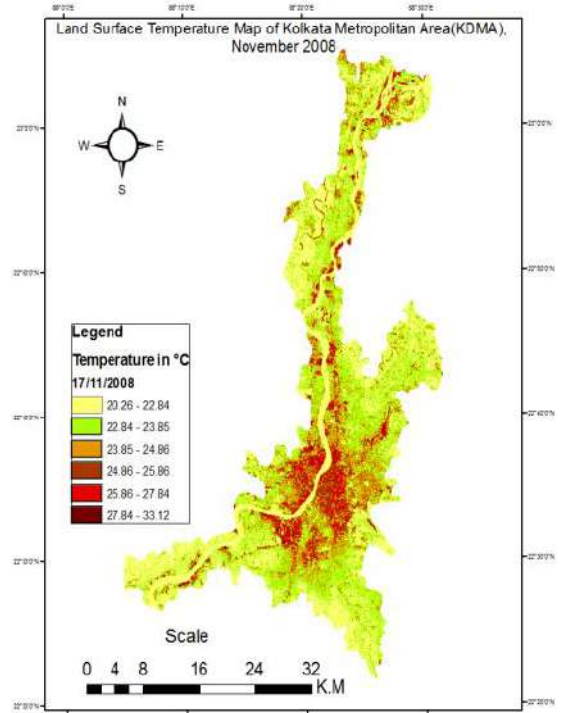 Land Surface Temperature Map of Kolkata Metropolitan Area(KDMA),
November 2008
N
W
E
S
Legend
Temperature in °C
17/11/2008
20.26 - 22.84
22.84 - 23.85
23.85 - 24.86
24.86 - 25.86
25.86 - 27.84
27.84 - 33.12
Scale
0 4 8 16 24 32
K.M